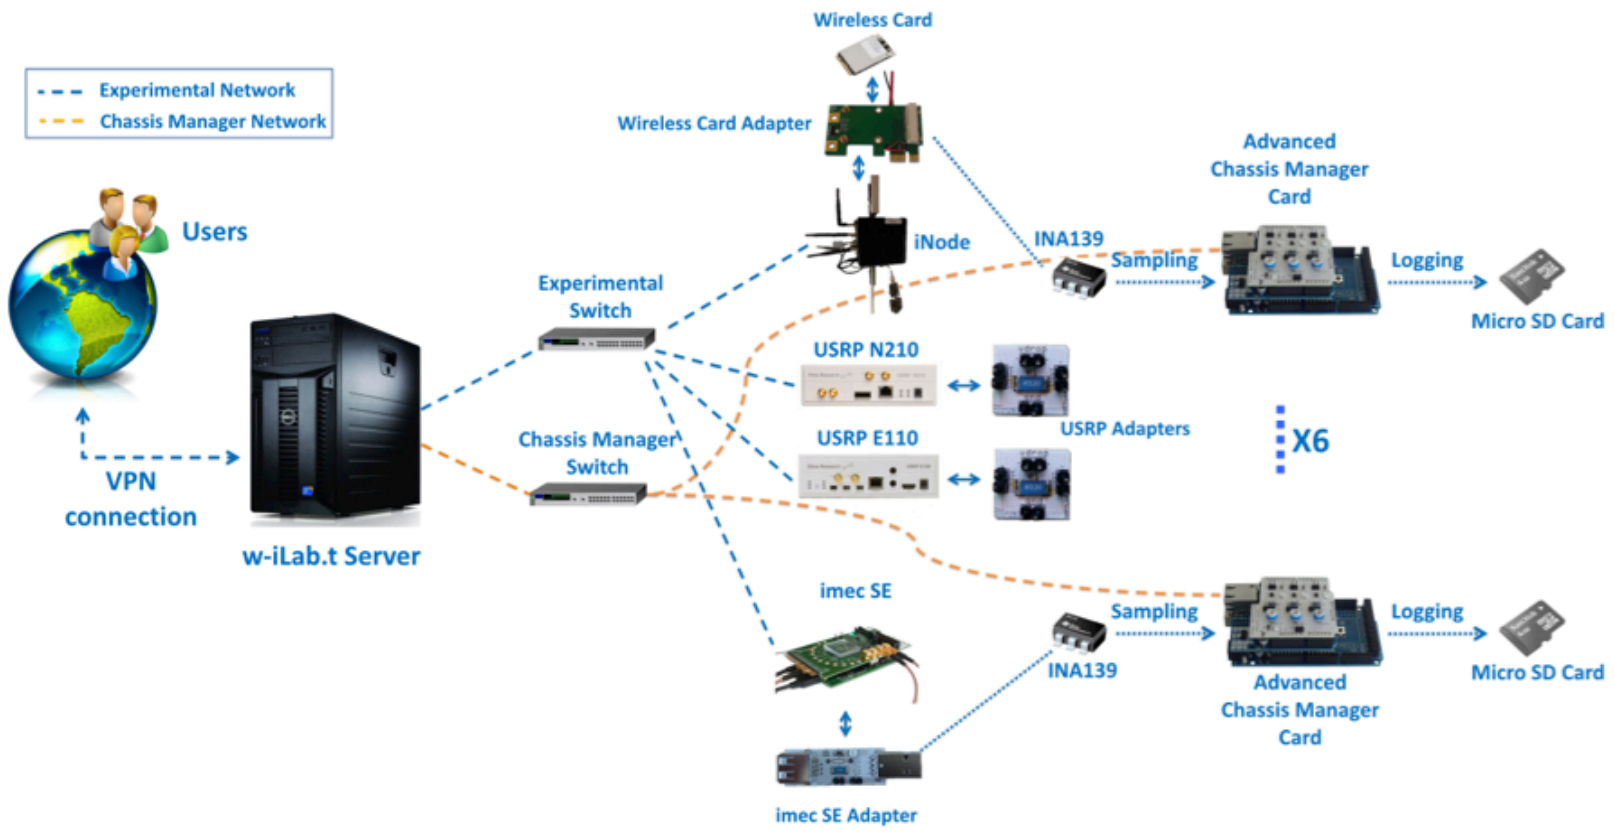 Wireless Card
Experimental Network
Chassis Manager Network
Wireless Card Adapter
Advanced
Chassis Manager
Card
Users
iNode
INA139
Sampling
Logging
Micro SD Card
Experimental
Switch
USRP N210
USRP Adapters
X6
Chassis Manager
Switch
USRP E110
VPN
connection
w-iLab.t Server
imec SE
INA139
Sampling
Logging
Micro SD Card
Advanced
Chassis Manager
Card
imec SE Adapter